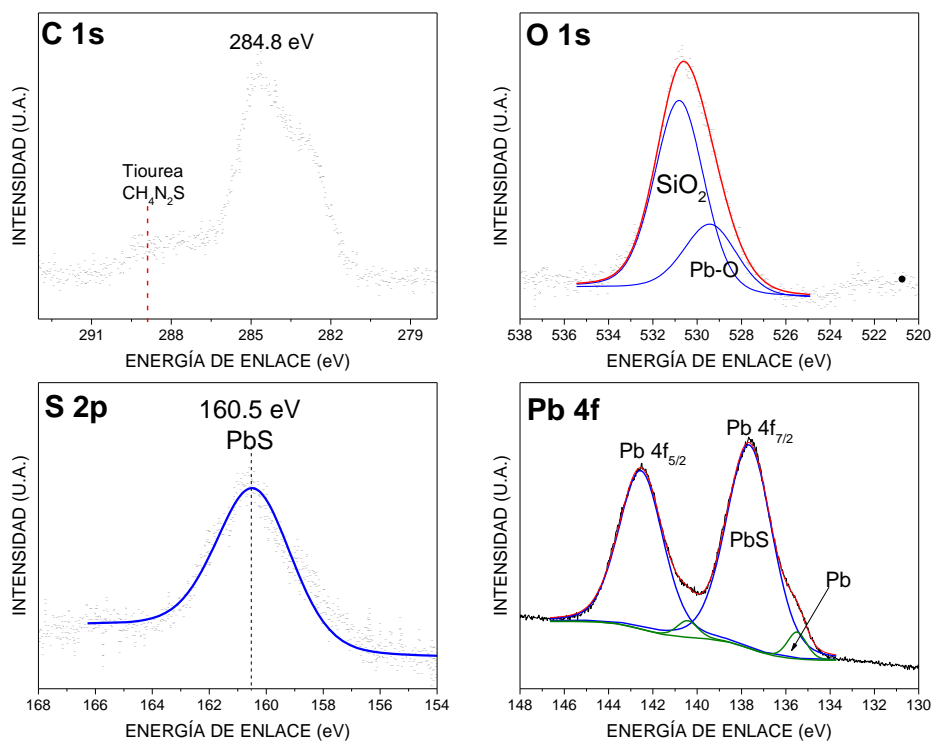 C 1s
284.8 eV
Tiourea
CH₄N₂S
INTENSIDAD (U.A.)
291 288 285 282 279
ENERGÍA DE ENLACE (eV)
O 1s
SiO₂
Pb-O
INTENSIDAD (U.A.)
538 536 534 532 530 528 526 524 522 520
ENERGÍA DE ENLACE (eV)
S 2p
160.5 eV
PbS
INTENSIDAD (U.A.)
168 166 164 162 160 158 156 154
ENERGÍA DE ENLACE (eV)
Pb 4f
Pb 4f₅/₂
Pb 4f₇/₂
PbS
Pb
INTENSIDAD (U.A.)
148 146 144 142 140 138 136 134 132 130
ENERGÍA DE ENLACE (eV)